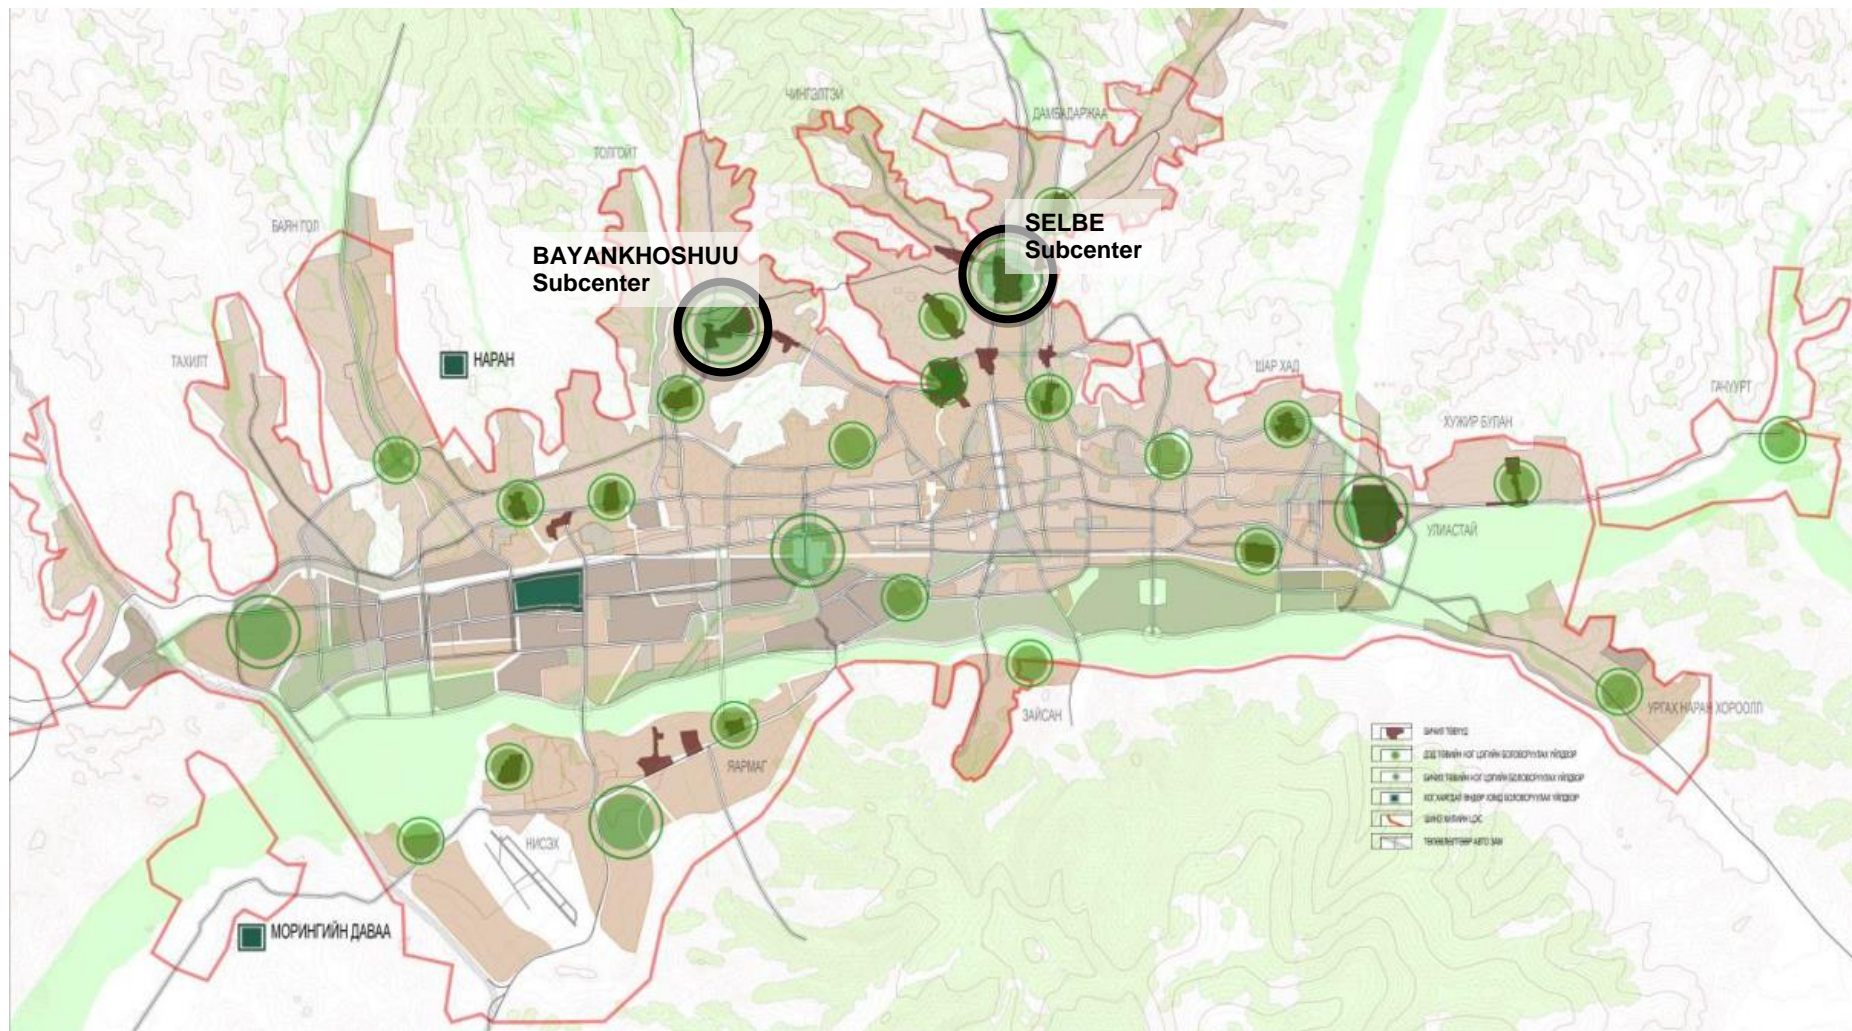 ЧИНГЭЛТЭЙ
ДАМБАДАРЖАА
ТОЛГОЙТ
БАЯН ГОЛ
SELBE
Subcenter
BAYANKHOSHUU
Subcenter
ТАХИЛТ
НАРАН
ШАР ХАД
ГАЧУУРТ
ХУЖИР БУЛАН
УЛИАСТАЙ
ЗАЙСАН
УРГАХ НАРАН ХОРООЛЛ
ЯАРМАГ
НИСЭХ
МОРИНГИЙН ДАВАА